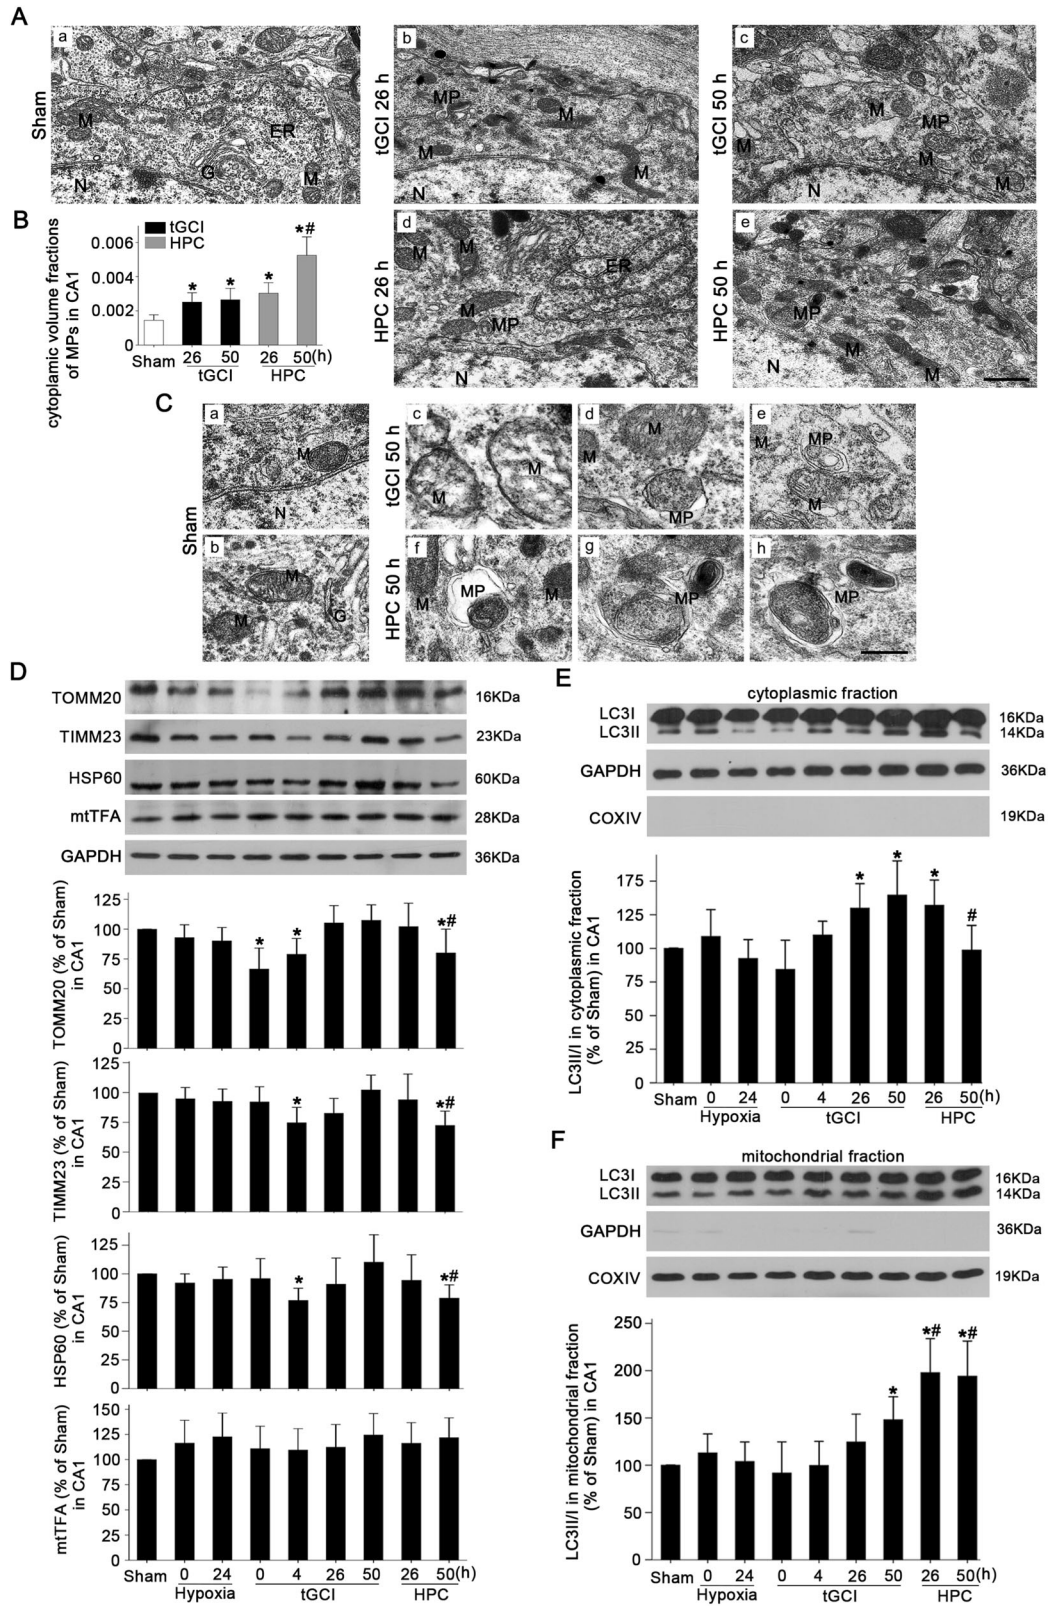 A
Sham
a
M
ER
G
M
N
tGCI 26 h
b
MP
M
M
M
N
tGCI 50 h
c
M
MP
M
M
M
N
B
cytoplamic volume fractions
of MPs in CA1
tGCI
HPC
0.006
0.004
0.002
0
*
*
*
*#
Sham
26
50
26
50(h)
tGCI
HPC
HPC 26 h
d
M
M
ER
M
MP
N
HPC 50 h
e
MP
M
M
N
C
Sham
a
M
N
b
M
M
G
tGCI 50 h
c
M
M
d
M
M
MP
e
M
MP
M
HPC 50 h
f
MP
M
M
g
MP
h
MP
D
TOMM20
16KDa
TIMM23
23KDa
HSP60
60KDa
mtTFA
28KDa
GAPDH
36KDa
TOMM20 (% of Sham)
in CA1
125
100
75
50
25
0
*
*
*#
TIMM23 (% of Sham)
in CA1
125
100
75
50
25
0
*
*#
HSP60 (% of Sham)
in CA1
125
100
75
50
25
0
*
*#
mtTFA (% of Sham)
in CA1
150
125
100
75
50
25
0
Sham
0
24
0
4
26
50
26
50(h)
Hypoxia
tGCI
HPC
E
cytoplasmic fraction
LC3I
16KDa
LC3II
14KDa
GAPDH
36KDa
COXIV
19KDa
LC3II/I in cytoplasmic fraction
(% of Sham) in CA1
175
125
100
75
50
25
0
*
*
*
#
Sham
0
24
0
4
26
50
26
50(h)
Hypoxia
tGCI
HPC
F
mitochondrial fraction
LC3I
16KDa
LC3II
14KDa
GAPDH
36KDa
COXIV
19KDa
LC3II/I in mitochondrial fraction
(% of Sham) in CA1
250
200
150
100
50
0
*
*#
*#
Sham
0
24
0
4
26
50
26
50(h)
Hypoxia
tGCI
HPC